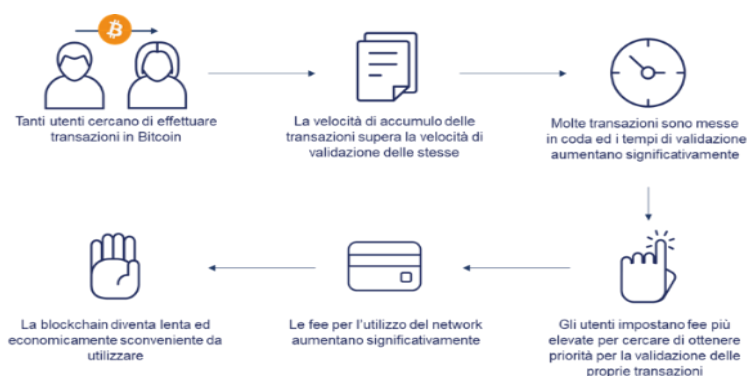 Tanti utenti cercano di effettuare
transazioni in Bitcoin
La velocità di accumulo delle
transazioni supera la velocità di
validazione delle stesse
Molte transazioni sono messe
in coda ed i tempi di validazione
aumentano significativamente
Gli utenti impostano fee più
elevate per cercare di ottenere
priorità per la validazione delle
proprie transazioni
Le fee per l'utilizzo del network
aumentano significativamente
La blockchain diventa lenta ed
economicamente sconveniente da
utilizzare